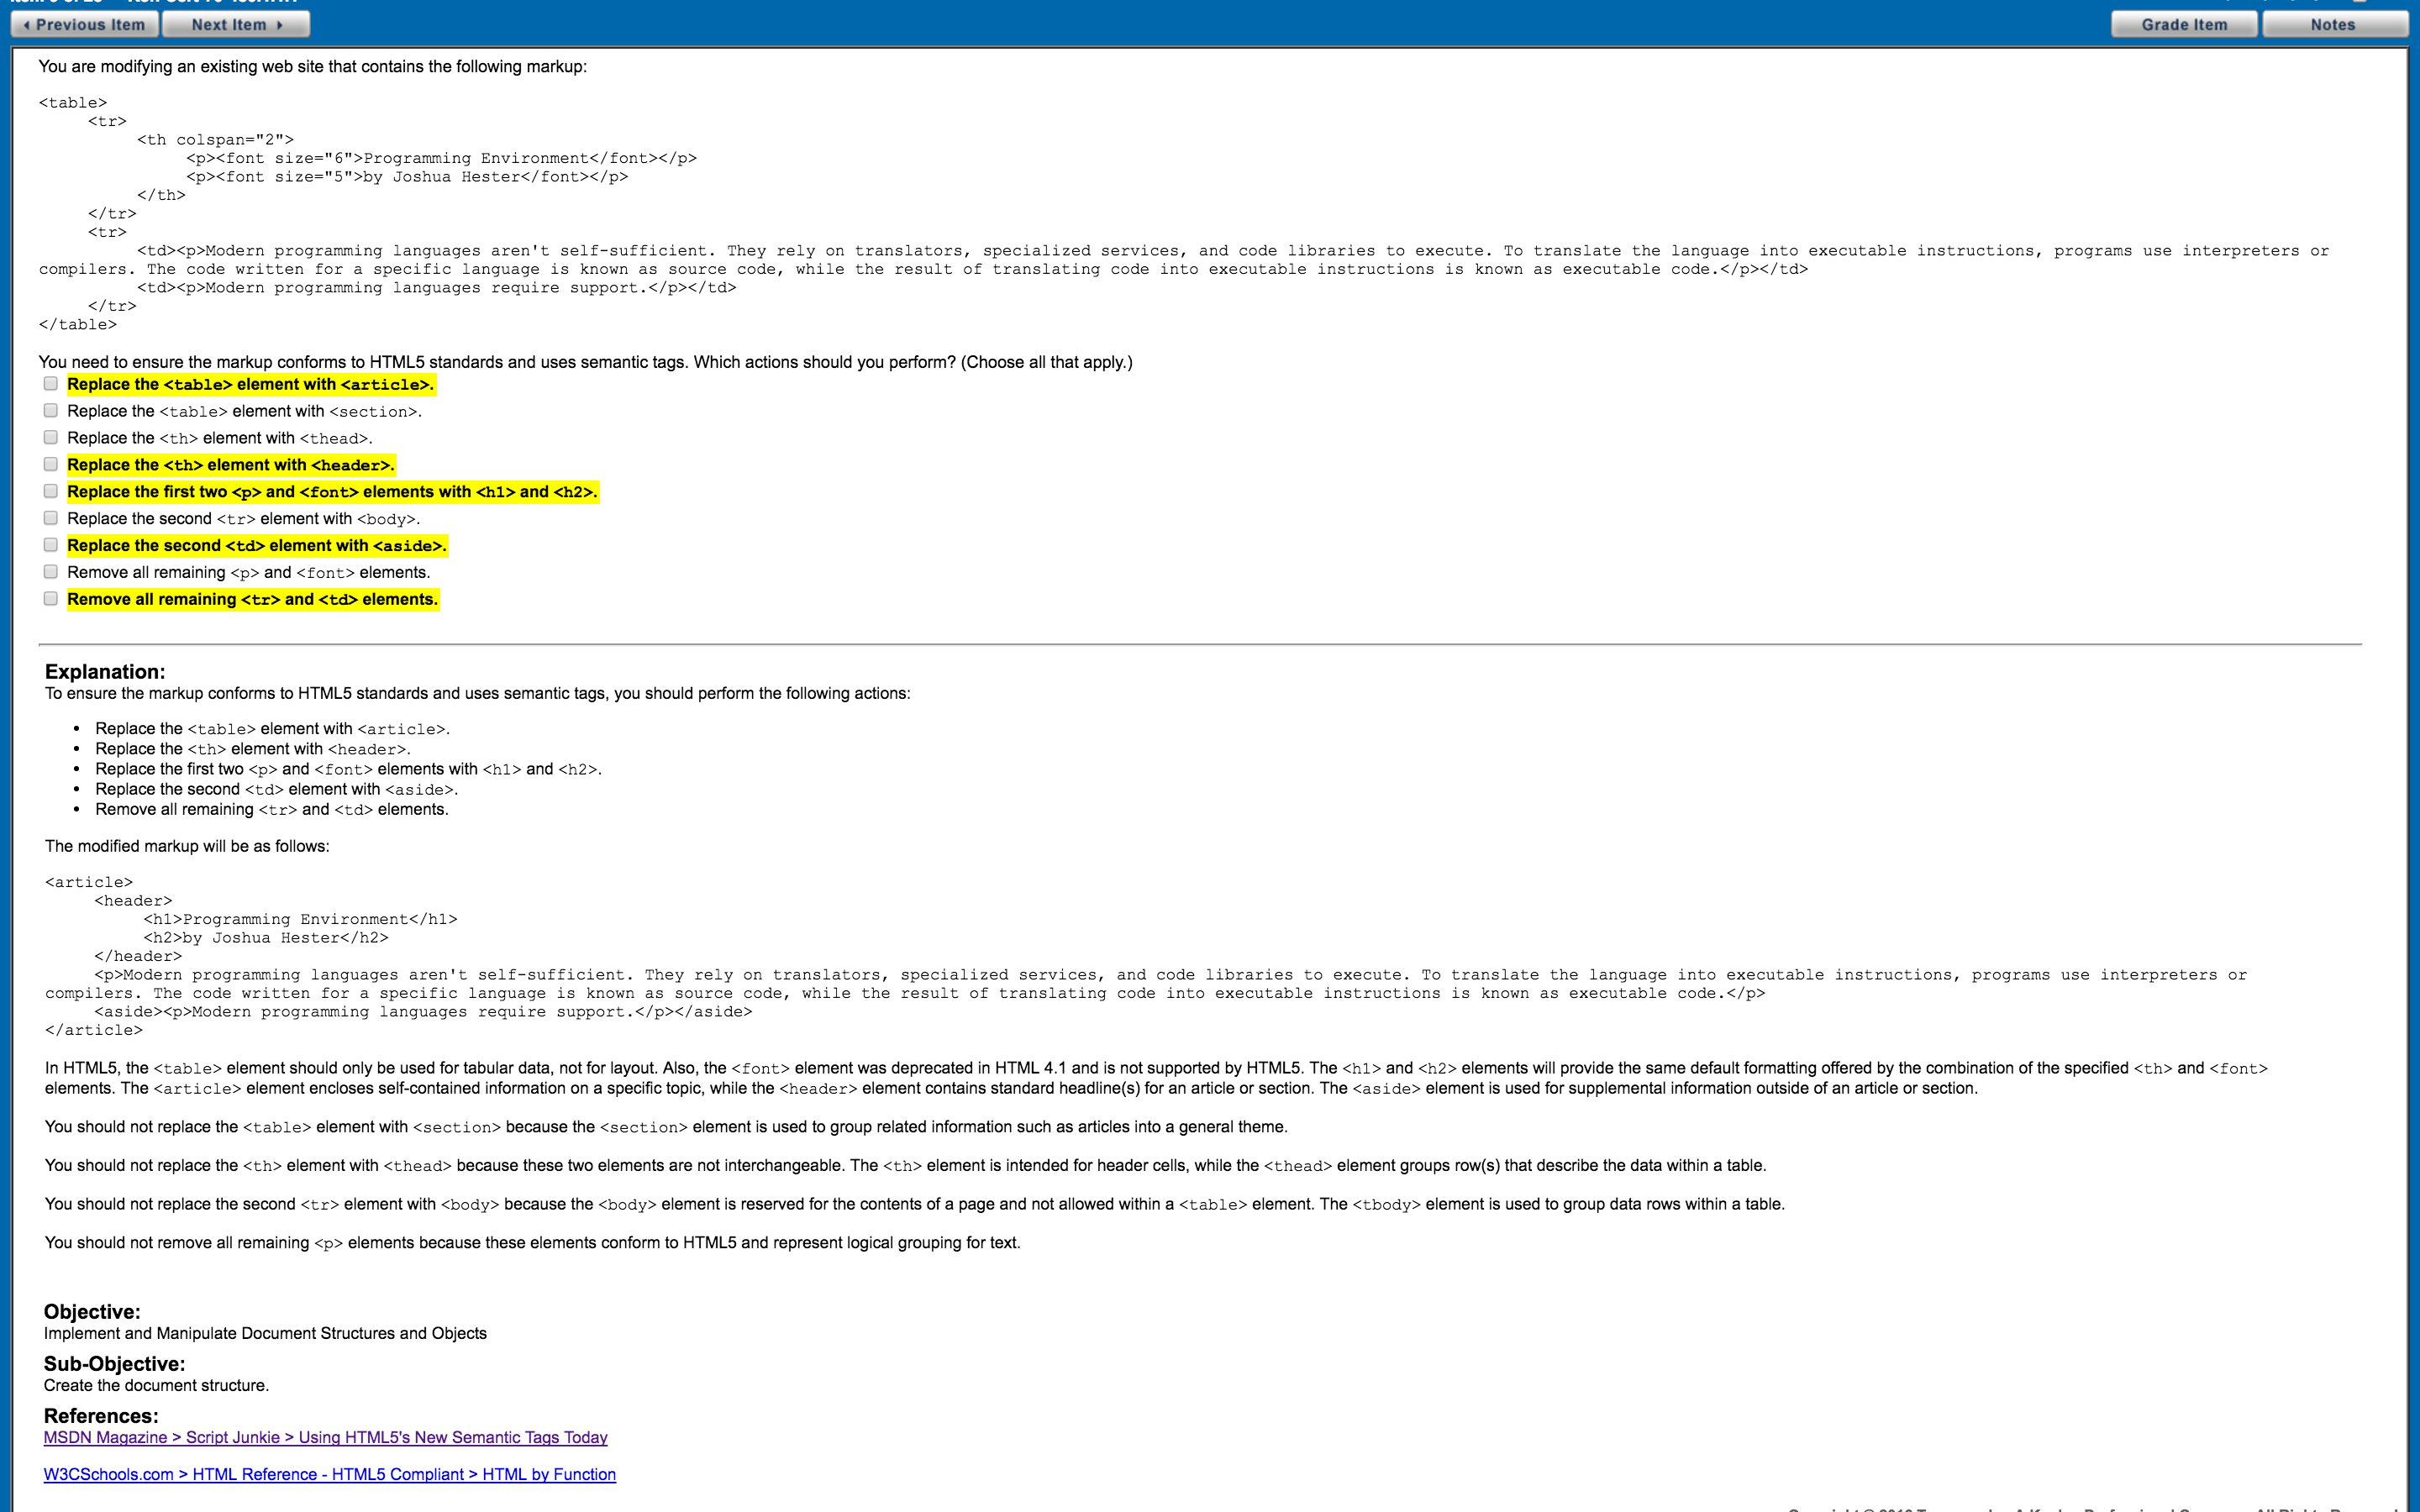 Previous Item
Next Item
Grade Item
Notes
You are modifying an existing web site that contains the following markup:
<table>
<tr>
<th colspan="2">
<p><font size="6">Programming Environment</font></p>
<p><font size="5">by Joshua Hester</font></p>
</th>
</tr>
<tr>
<td><p>Modern programming languages aren't self-sufficient. They rely on translators, specialized services, and code libraries to execute. To translate the language into executable instructions, programs use interpreters or
compilers. The code written for a specific language is known as source code, while the result of translating code into executable instructions is known as executable code.</p></td>
<td><p>Modern programming languages require support.</p></td>
</tr>
</table>
You need to ensure the markup conforms to HTML5 standards and uses semantic tags. Which actions should you perform? (Choose all that apply.)
Replace the <table> element with <article>.
Replace the <table> element with <section>.
Replace the <th> element with <thead>.
Replace the <th> element with <header>.
Replace the first two <p> and <font> elements with <h1> and <h2>.
Replace the second <tr> element with <body>.
Replace the second <td> element with <aside>.
Remove all remaining <p> and <font> elements.
Remove all remaining <tr> and <td> elements.
Explanation:
To ensure the markup conforms to HTML5 standards and uses semantic tags, you should perform the following actions:
• Replace the <table> element with <article>.
• Replace the <th> element with <header>.
• Replace the first two <p> and <font> elements with <h1> and <h2>.
• Replace the second <td> element with <aside>.
• Remove all remaining <tr> and <td> elements.
The modified markup will be as follows:
<article>
<header>
<h1>Programming Environment</h1>
<h2>by Joshua Hester</h2>
</header>
<p>Modern programming languages aren't self-sufficient. They rely on translators, specialized services, and code libraries to execute. To translate the language into executable instructions, programs use interpreters or
compilers. The code written for a specific language is known as source code, while the result of translating code into executable instructions is known as executable code.</p>
<aside><p>Modern programming languages require support.</p></aside>
</article>
In HTML5, the <table> element should only be used for tabular data, not for layout. Also, the <font> element was deprecated in HTML 4.1 and is not supported by HTML5. The <h1> and <h2> elements will provide the same default formatting offered by the combination of the specified <th> and <font>
elements. The <article> element encloses self-contained information on a specific topic, while the <header> element contains standard headline(s) for an article or section. The <aside> element is used for supplemental information outside of an article or section.
You should not replace the <table> element with <section> because the <section> element is used to group related information such as articles into a general theme.
You should not replace the <th> element with <thead> because these two elements are not interchangeable. The <th> element is intended for header cells, while the <thead> element groups row(s) that describe the data within a table.
You should not replace the second <tr> element with <body> because the <body> element is reserved for the contents of a page and not allowed within a <table> element. The <tbody> element is used to group data rows within a table.
You should not remove all remaining <p> elements because these elements conform to HTML5 and represent logical grouping for text.
Objective:
Implement and Manipulate Document Structures and Objects
Sub-Objective:
Create the document structure.
References:
MSDN Magazine > Script Junkie > Using HTML5's New Semantic Tags Today
W3CSchools.com > HTML Reference - HTML5 Compliant > HTML by Function